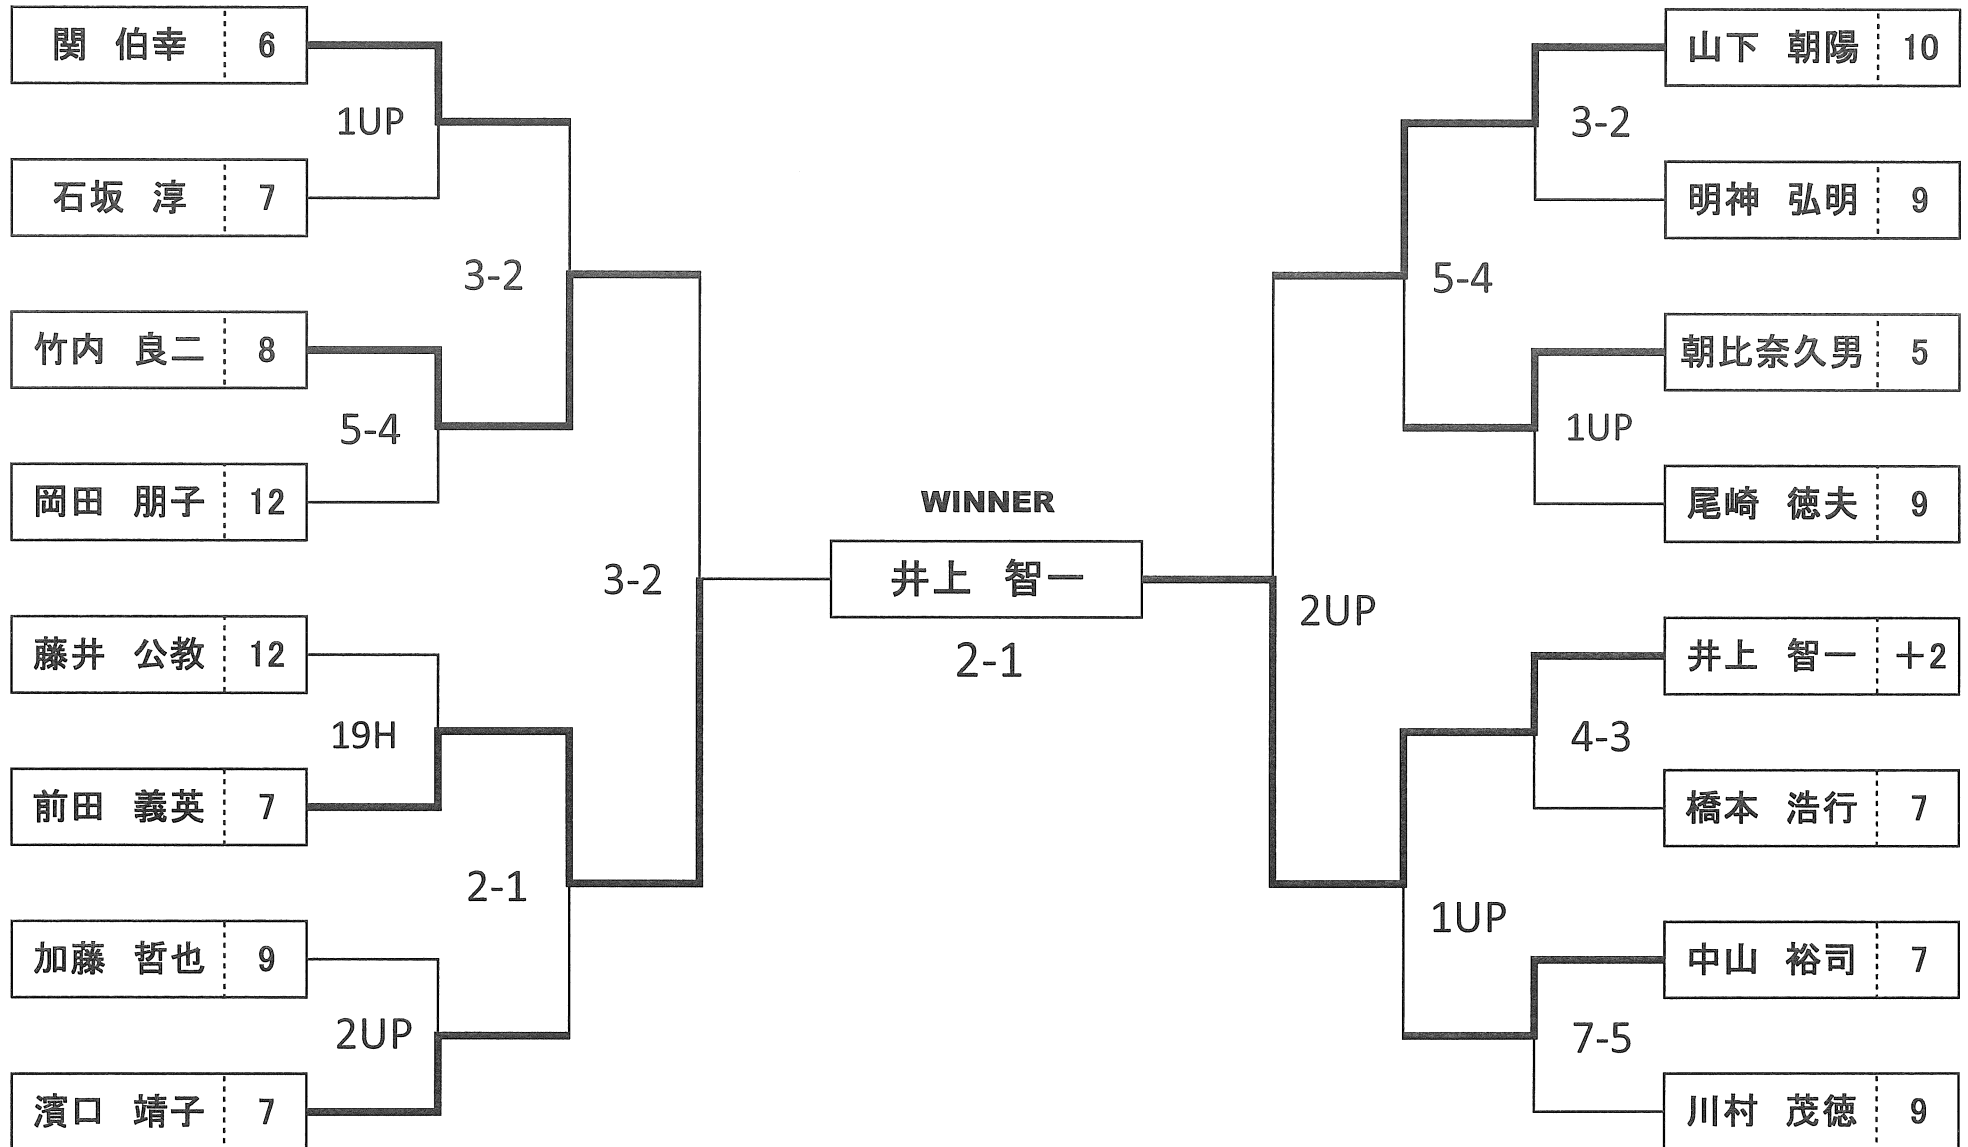 関 伯幸 6
1UP
石坂 淳 7
3-2
竹内 良二 8
5-4
岡田 朋子 12
3-2
藤井 公教 12
19H
前田 義英 7
2-1
加藤 哲也 9
2UP
濱口 靖子 7
WINNER
井上 智一
2-1
山下 朝陽 10
3-2
明神 弘明 9
5-4
朝比奈久男 5
1UP
尾崎 徳夫 9
2UP
井上 智一 +2
4-3
橋本 浩行 7
1UP
中山 裕司 7
7-5
川村 茂徳 9